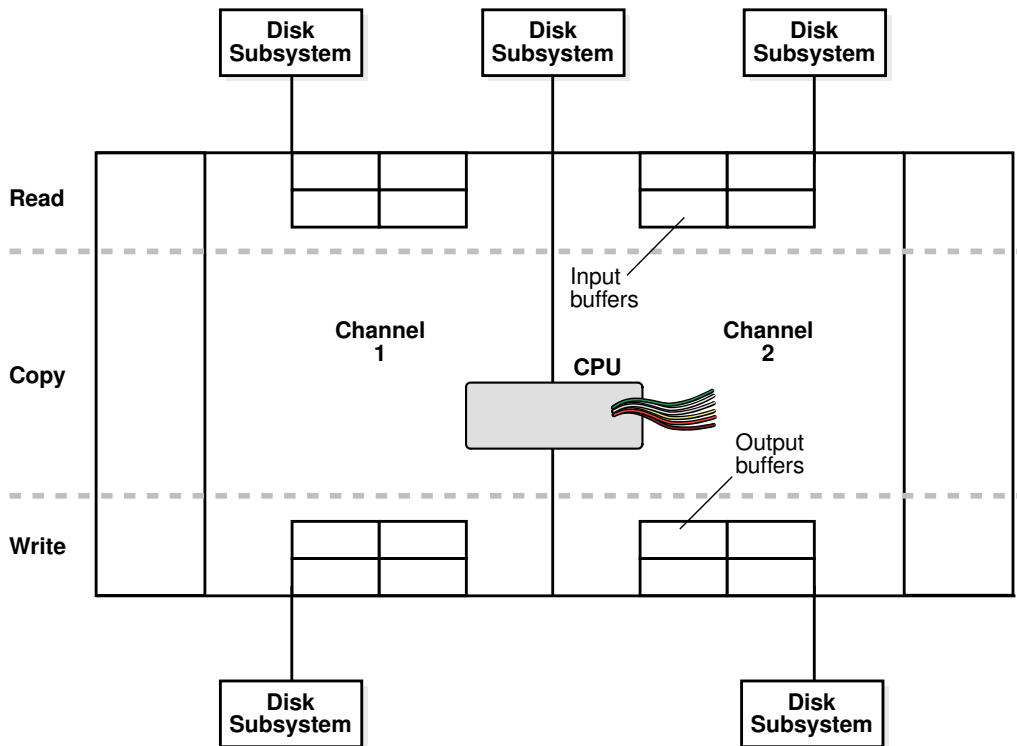 Disk
Subsystem
Disk
Subsystem
Disk
Subsystem
Read
Input
buffers
Channel
1
Channel
2
Copy
CPU
Output
buffers
Write
Disk
Subsystem
Disk
Subsystem